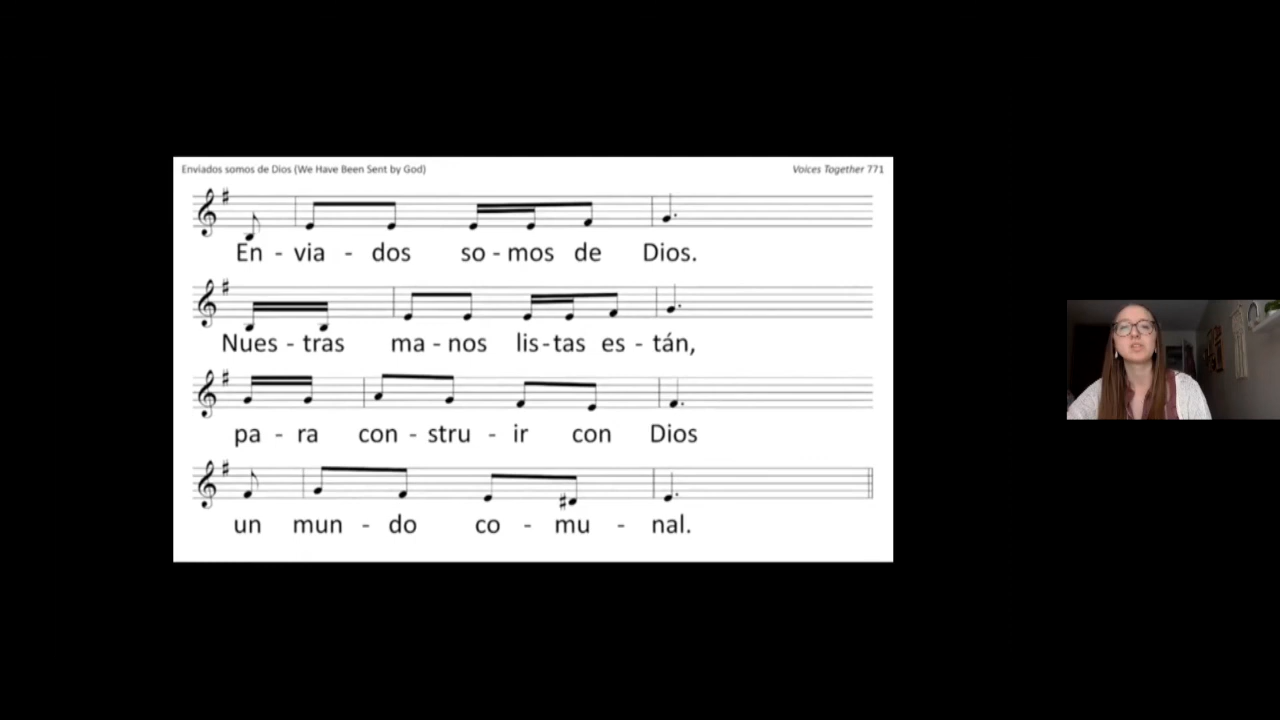 Enviados somos de Dios (We Have Been Sent by God)
Voices Together 771
En - via - dos so - mos de Dios.
Nues - tras ma - nos lis - tas es - tán,
pa - ra con - stru - ir con Dios
un mun - do co - mu - nal.